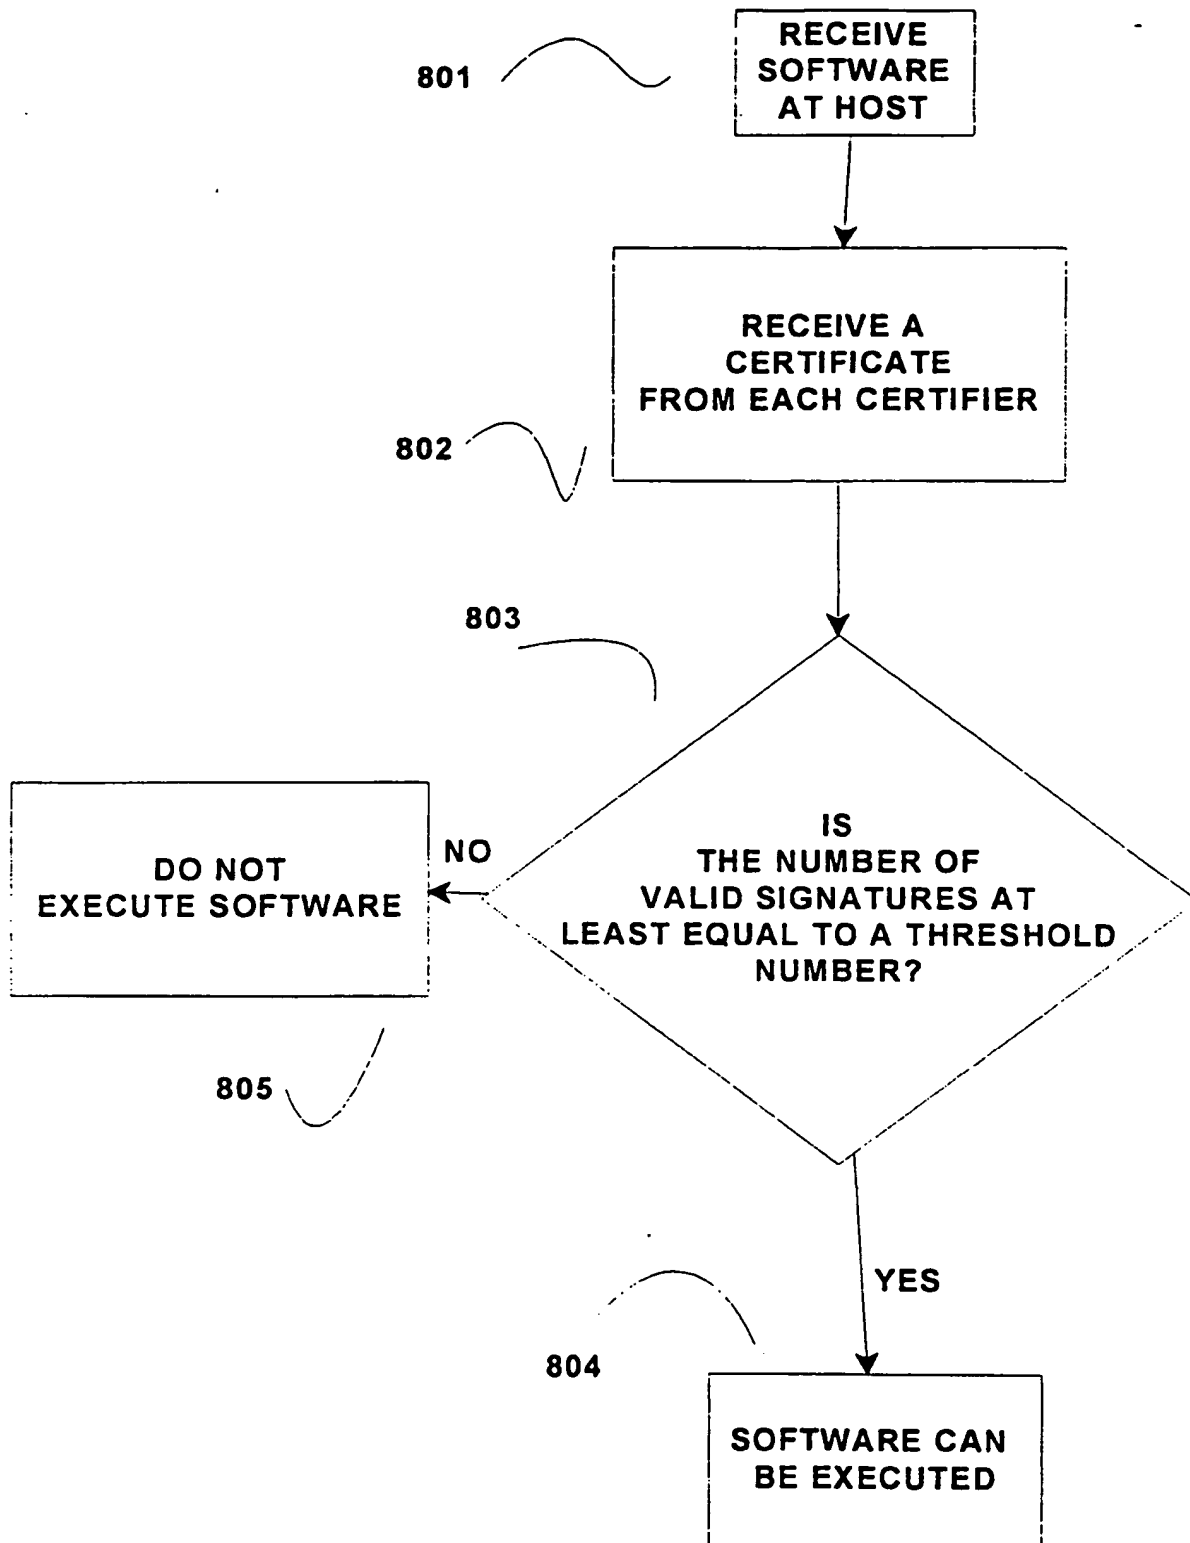 801
RECEIVE
SOFTWARE
AT HOST
RECEIVE A
CERTIFICATE
FROM EACH CERTIFIER
802
803
IS
THE NUMBER OF
VALID SIGNATURES AT
LEAST EQUAL TO A THRESHOLD
NUMBER?
NO
DO NOT
EXECUTE SOFTWARE
805
YES
804
SOFTWARE CAN
BE EXECUTED